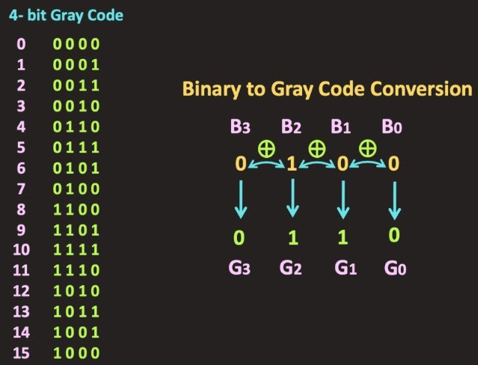 4- bit Gray Code
0 0000
1 0001
2 0011
3 0010
4 0110
5 0111
6 0101
7 0100
8 1100
9 1101
10 1111
11 1110
12 1010
13 1011
14 1001
15 1000
Binary to Gray Code Conversion
B3 B2 B1 B0
⊕ ⊕ ⊕
0 1 0 0
0 1 1 0
G3 G2 G1 G0